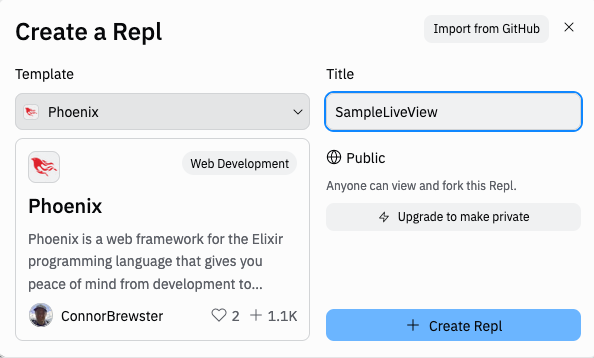 Create a Repl
Import from GitHub
Template
Phoenix
Web Development
Phoenix
Phoenix is a web framework for the Elixir
programming language that gives you
peace of mind from development to...
ConnorBrewster
2
1.1K
Title
SampleLiveView
Public
Anyone can view and fork this Repl.
Upgrade to make private
Create Repl